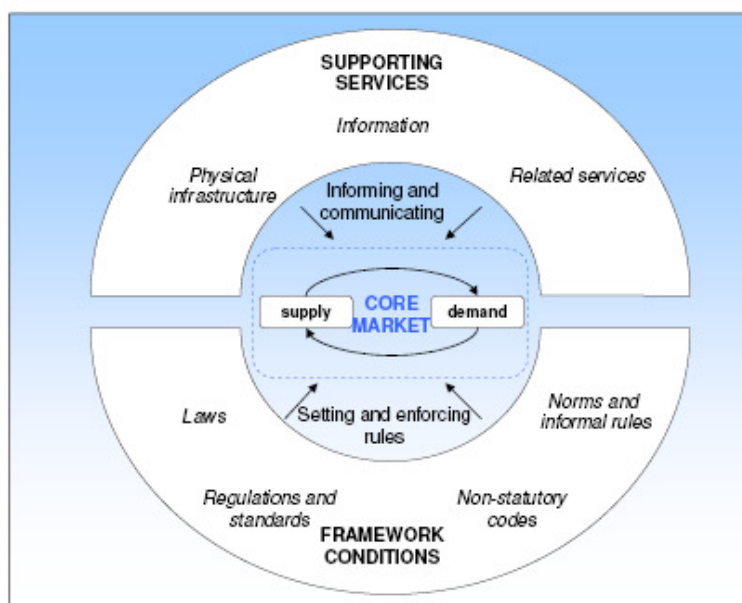 SUPPORTING
SERVICES
Information
Physical
infrastructure
Related services
Informing and
communicating
supply
CORE
MARKET
demand
Laws
Setting and enforcing
rules
Norms and
informal rules
Regulations and
standards
Non-statutory
codes
FRAMEWORK
CONDITIONS